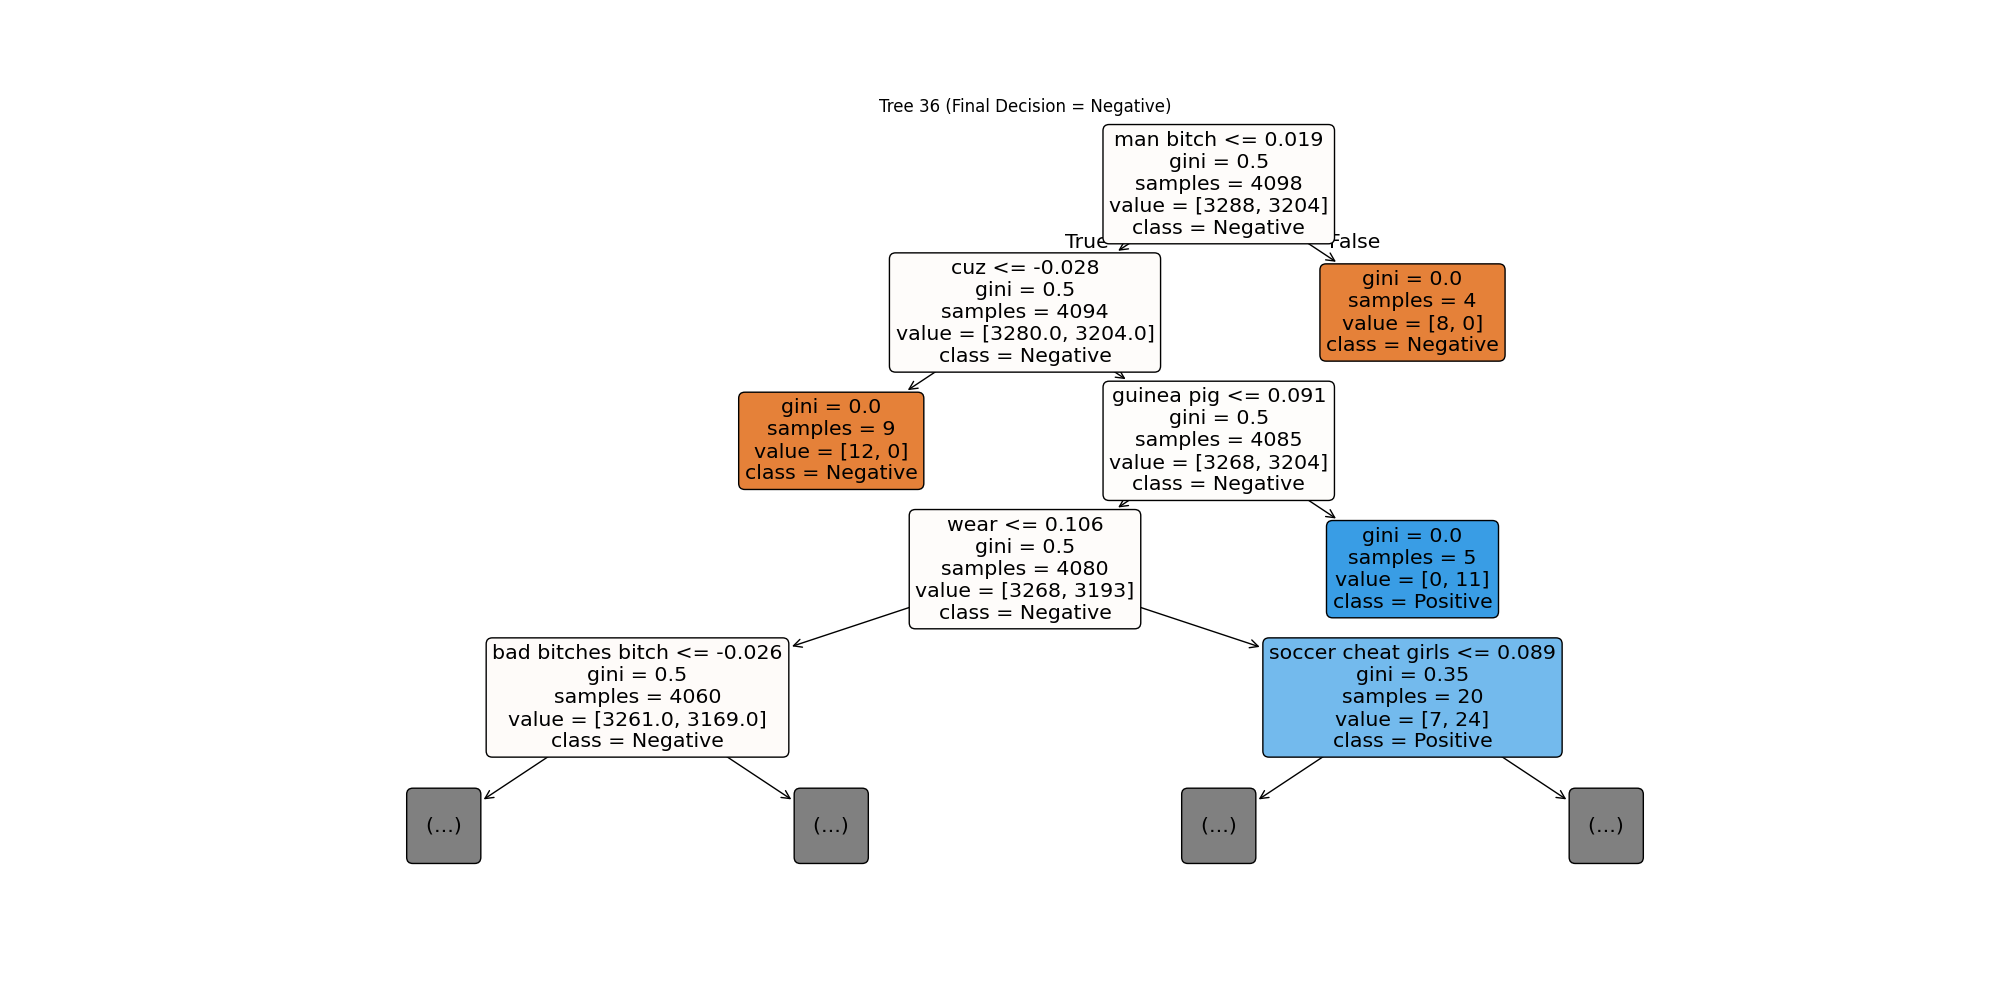 Tree 36 (Final Decision = Negative)
man bitch <= 0.019
gini = 0.5
samples = 4098
value = [3288, 3204]
class = Negative
True
False
cuz <= -0.028
gini = 0.5
samples = 4094
value = [3280.0, 3204.0]
class = Negative
gini = 0.0
samples = 4
value = [8, 0]
class = Negative
gini = 0.0
samples = 9
value = [12, 0]
class = Negative
guinea pig <= 0.091
gini = 0.5
samples = 4085
value = [3268, 3204]
class = Negative
wear <= 0.106
gini = 0.5
samples = 4080
value = [3268, 3193]
class = Negative
gini = 0.0
samples = 5
value = [0, 11]
class = Positive
bad bitches bitch <= -0.026
gini = 0.5
samples = 4060
value = [3261.0, 3169.0]
class = Negative
soccer cheat girls <= 0.089
gini = 0.35
samples = 20
value = [7, 24]
class = Positive
(...)
(...)
(...)
(...)